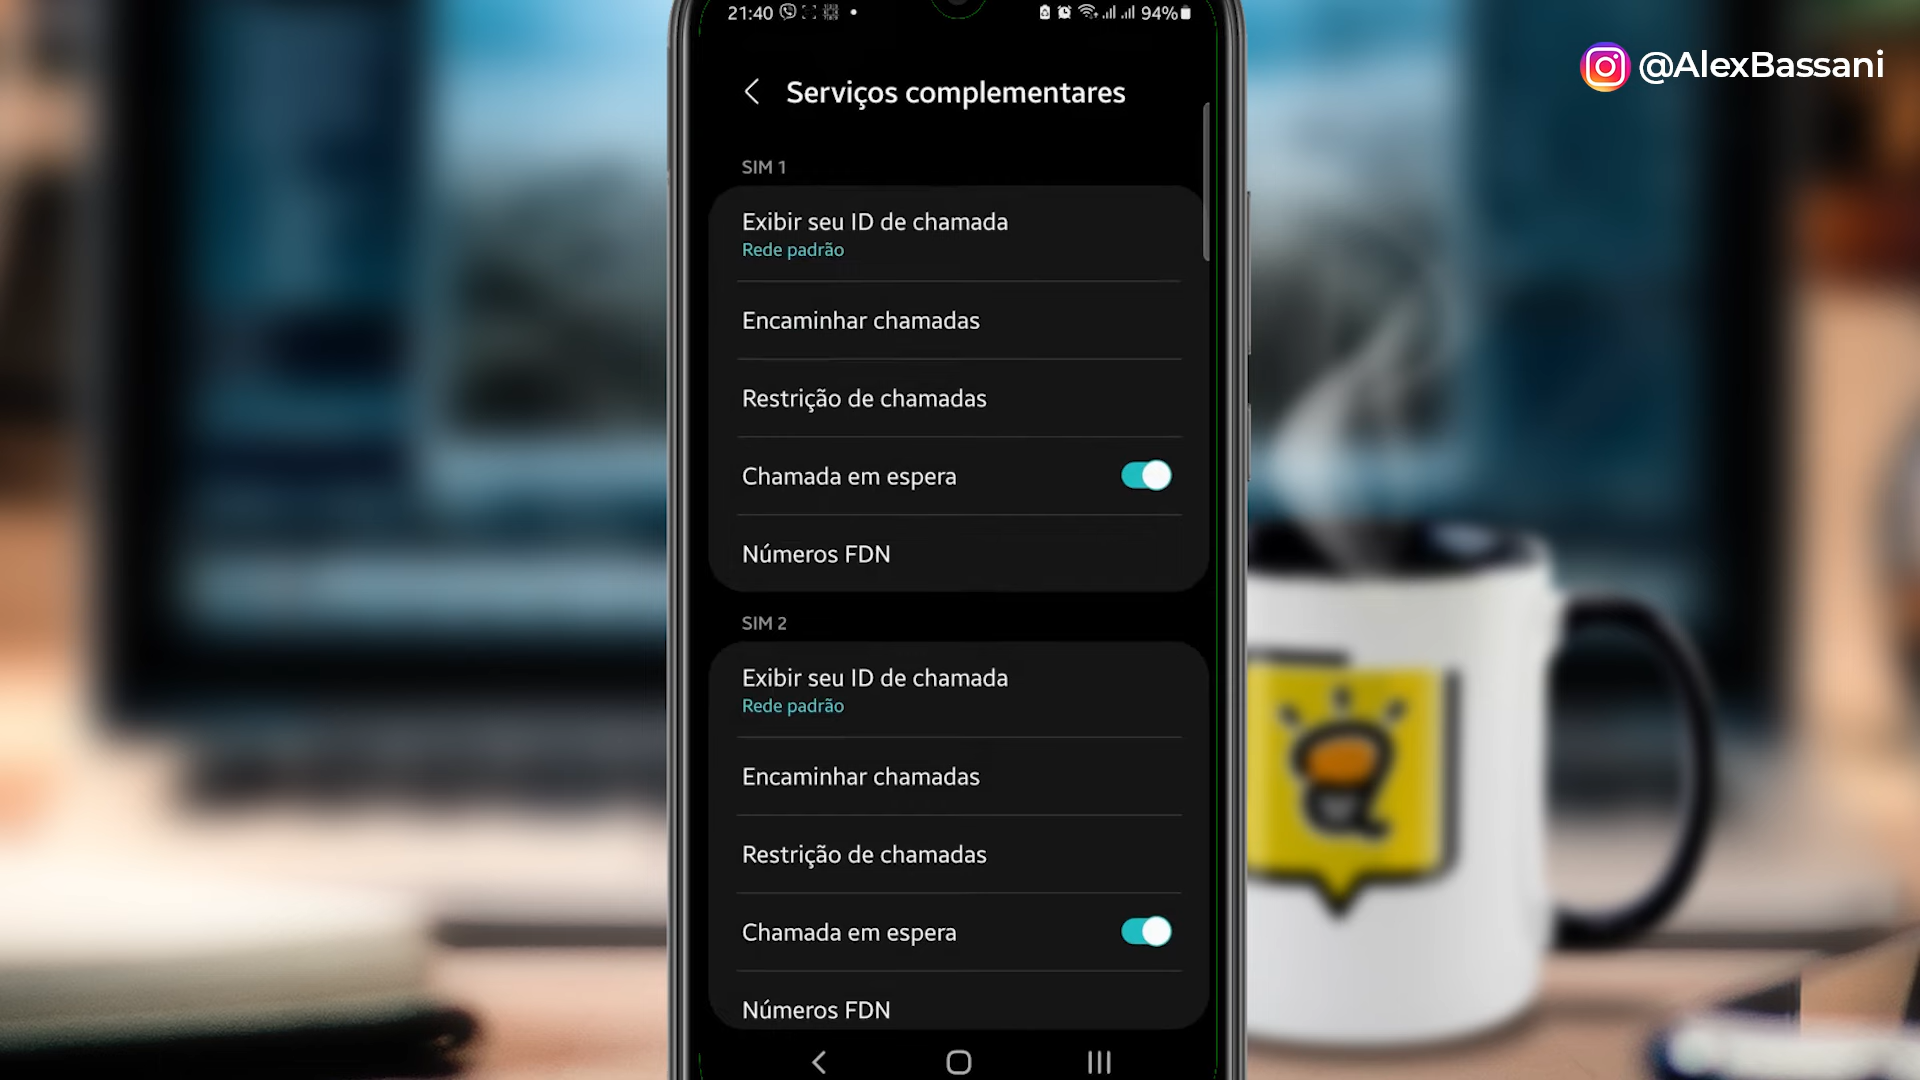 21:40
94%
@AlexBassani
Serviços complementares
SIM 1
Exibir seu ID de chamada
Rede padrão
Encaminhar chamadas
Restrição de chamadas
Chamada em espera
Números FDN
SIM 2
Exibir seu ID de chamada
Rede padrão
Encaminhar chamadas
Restrição de chamadas
Chamada em espera
Números FDN